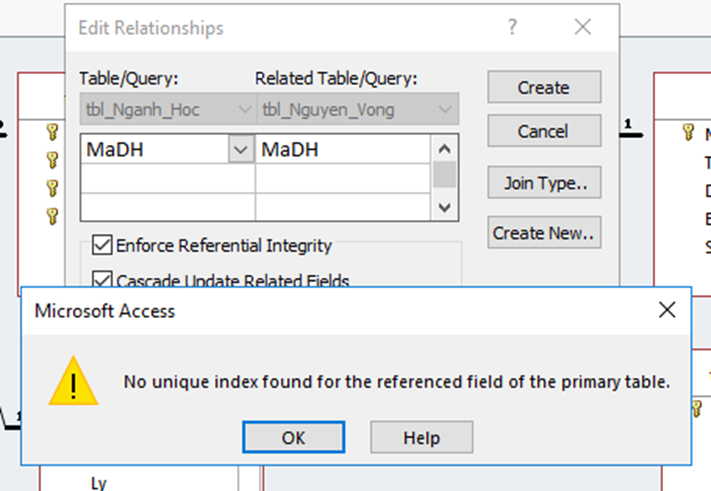 Edit Relationships
?
Table/Query:
Related Table/Query:
tbl_Nganh_Hoc
tbl_Nguyen_Vong
MaDH
MaDH
Create
Cancel
Join Type..
Create New..
Enforce Referential Integrity
Cascade Update Related Fields
1
Microsoft Access
No unique index found for the referenced field of the primary table.
OK
Help
Ly